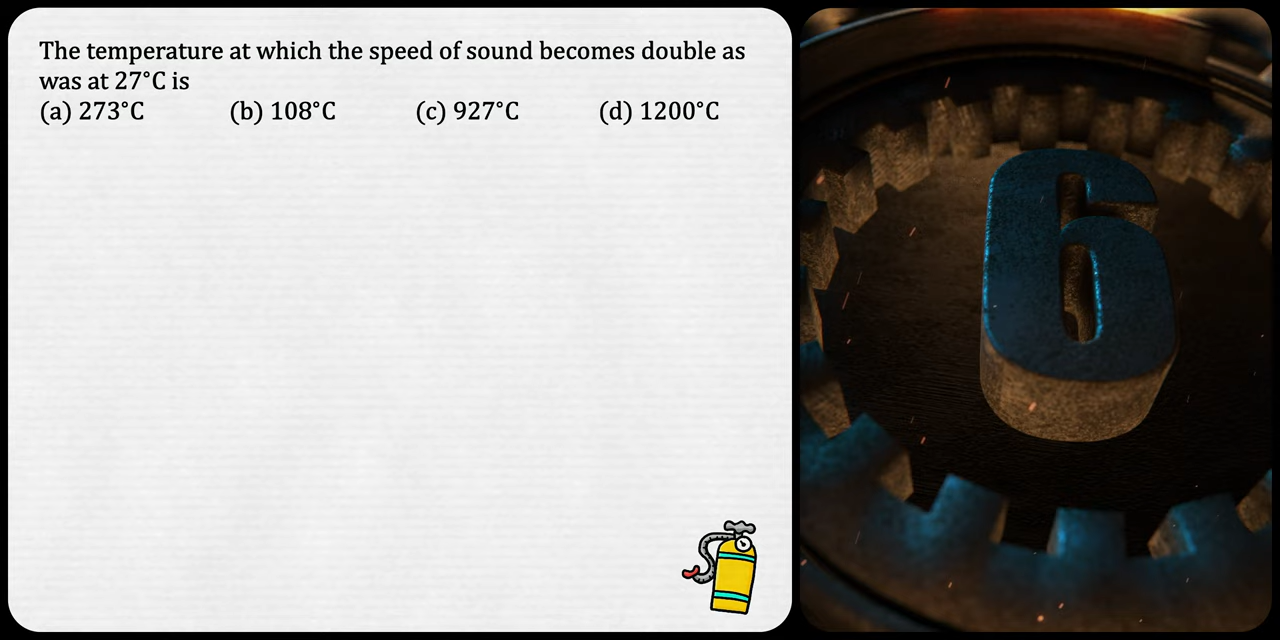 The temperature at which the speed of sound becomes double as
was at 27°C is
(a) 273°C (b) 108°C (c) 927°C (d) 1200°C
6